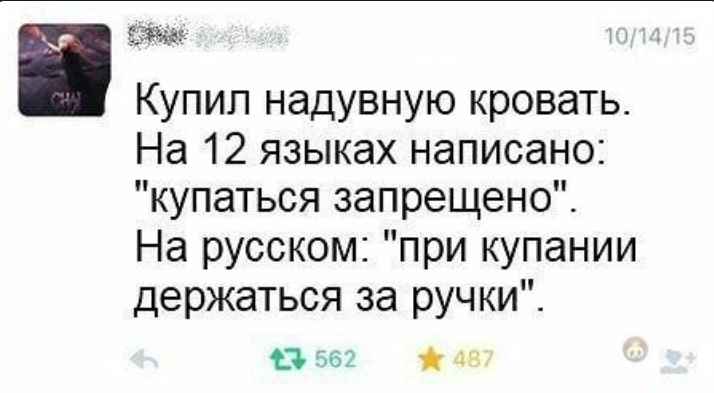 10/14/15
Купил надувную кровать.
На 12 языках написано:
"купаться запрещено".
На русском: "при купании
держаться за ручки".
562 487